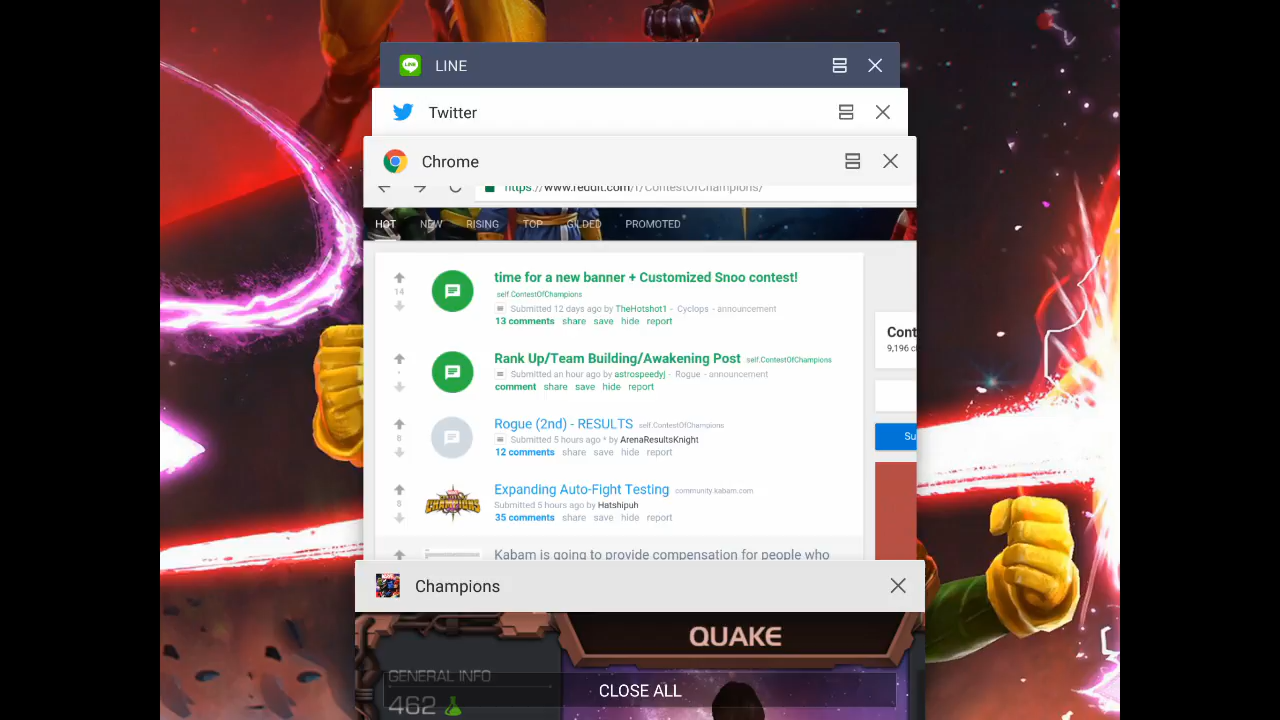 LINE
Twitter
Chrome
https://www.reddit.com/r/ContestOfChampions/
HOT NEW RISING TOP GILDED PROMOTED
time for a new banner + Customized Snoo contest!
self.ContestOfChampions
14
Submitted 12 days ago by TheHotshot1 - Cyclops - announcement
13 comments share save hide report
Rank Up/Team Building/Awakening Post self.ContestOfChampions
Submitted an hour ago by astrospeedyj - Rogue - announcement
comment share save hide report
Cont
9,196 c
Rogue (2nd) - RESULTS self.ContestOfChampions
8
Submitted 5 hours ago * by ArenaResultsKnight
12 comments share save hide report
Su
Expanding Auto-Fight Testing community.kabam.com
8
Submitted 5 hours ago by Hatshipuh
35 comments share save hide report
Kabam is going to provide compensation for people who
Champions
QUAKE
GENERAL INFO
462
CLOSE ALL